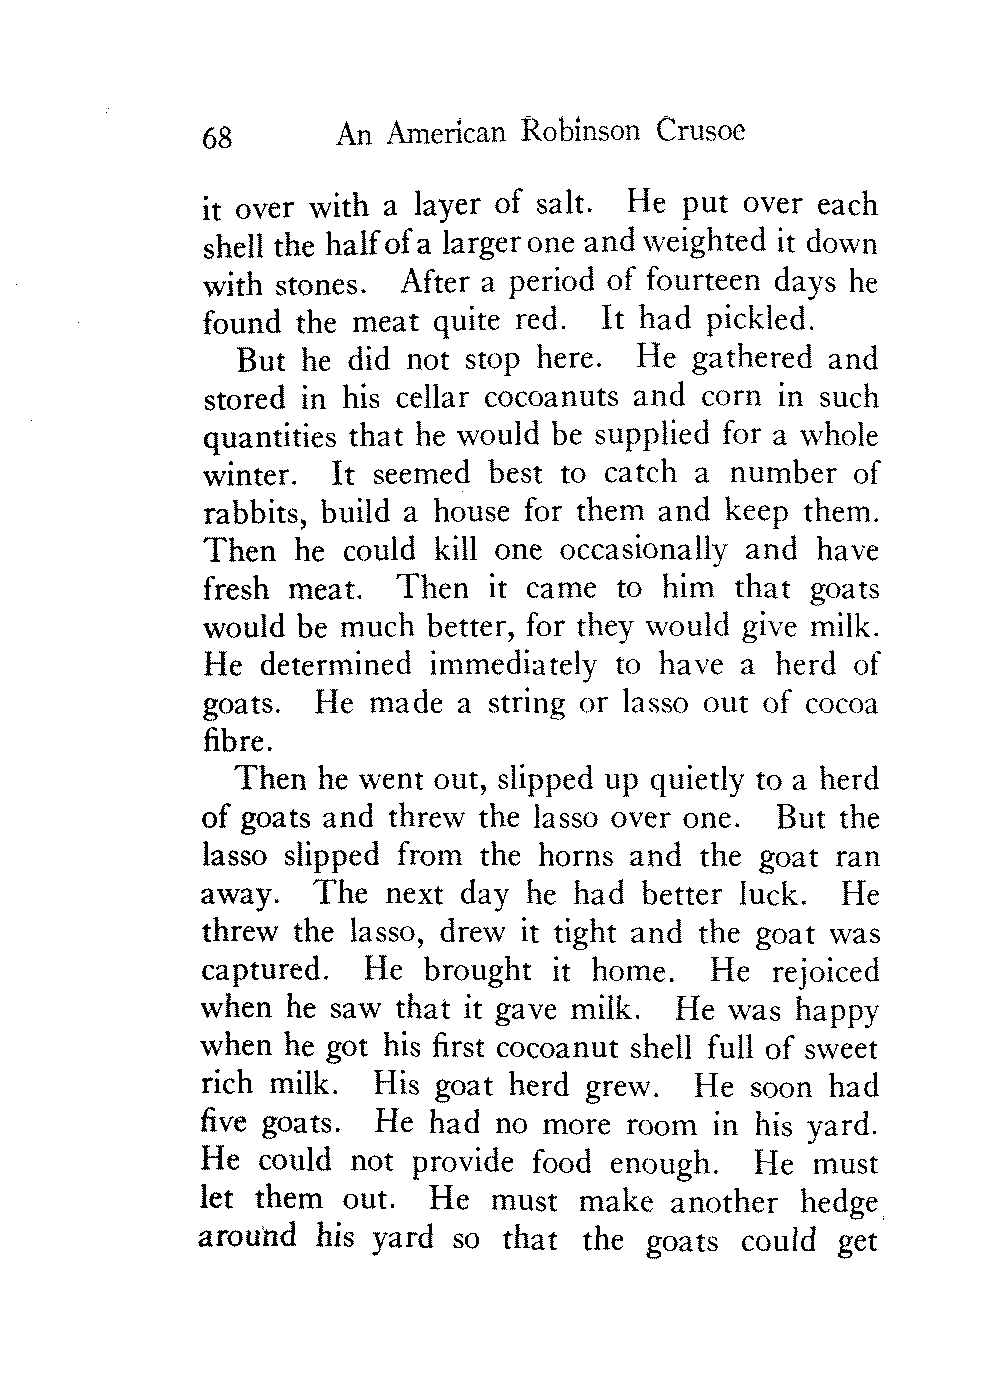 68 An American Robinson Crusoe
it over with a layer of salt. He put over each
shell the half of a larger one and weighted it down
with stones. After a period of fourteen days he
found the meat quite red. It had pickled.
But he did not stop here. He gathered and
stored in his cellar cocoanuts and corn in such
quantities that he would be supplied for a whole
winter. It seemed best to catch a number of
rabbits, build a house for them and keep them.
Then he could kill one occasionally and have
fresh meat. Then it came to him that goats
would be much better, for they would give milk.
He determined immediately to have a herd of
goats. He made a string or lasso out of cocoa
fibre.
Then he went out, slipped up quietly to a herd
of goats and threw the lasso over one. But the
lasso slipped from the horns and the goat ran
away. The next day he had better luck. He
threw the lasso, drew it tight and the goat was
captured. He brought it home. He rejoiced
when he saw that it gave milk. He was happy
when he got his first cocoanut shell full of sweet
rich milk. His goat herd grew. He soon had
five goats. He had no more room in his yard.
He could not provide food enough. He must
let them out. He must make another hedge
around his yard so that the goats could get